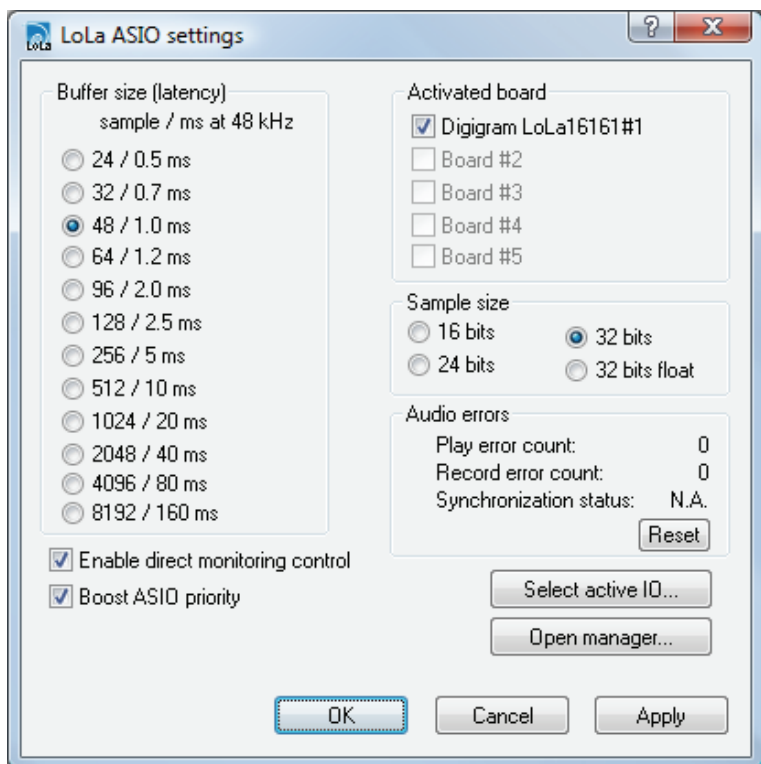 LoLa ASIO settings
LoLa
Buffer size (latency)
sample / ms at 48 kHz
24 / 0.5 ms
32 / 0.7 ms
48 / 1.0 ms
64 / 1.2 ms
96 / 2.0 ms
128 / 2.5 ms
256 / 5 ms
512 / 10 ms
1024 / 20 ms
2048 / 40 ms
4096 / 80 ms
8192 / 160 ms
Enable direct monitoring control
Boost ASIO priority
Activated board
Digigram LoLa16161#1
Board #2
Board #3
Board #4
Board #5
Sample size
16 bits 32 bits
24 bits 32 bits float
Audio errors
Play error count: 0
Record error count: 0
Synchronization status: N.A.
Reset
Select active IO...
Open manager...
OK Cancel Apply